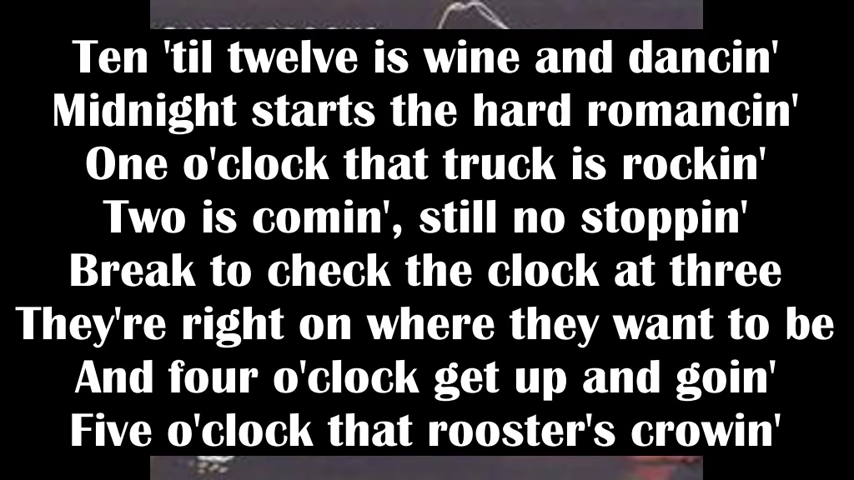 Ten 'til twelve is wine and dancin'
Midnight starts the hard romancin'
One o'clock that truck is rockin'
Two is comin', still no stoppin'
Break to check the clock at three
They're right on where they want to be
And four o'clock get up and goin'
Five o'clock that rooster's crowin'